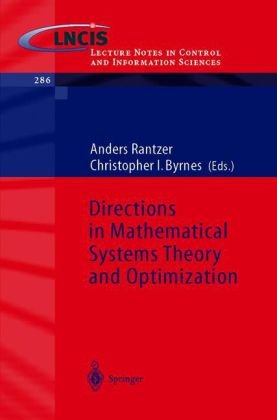 LNCIS
LECTURE NOTES IN CONTROL
AND INFORMATION SCIENCES
286
Anders Rantzer
Christopher I. Byrnes (Eds.)
Directions
in Mathematical
Systems Theory
and Optimization
Springer